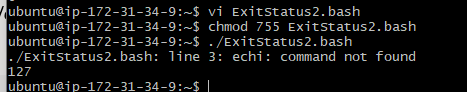 ubuntu@ip-172-31-34-9:~$ vi ExitStatus2.bash
ubuntu@ip-172-31-34-9:~$ chmod 755 ExitStatus2.bash
ubuntu@ip-172-31-34-9:~$ ./ExitStatus2.bash
./ExitStatus2.bash: line 3: echi: command not found
127
ubuntu@ip-172-31-34-9:~$